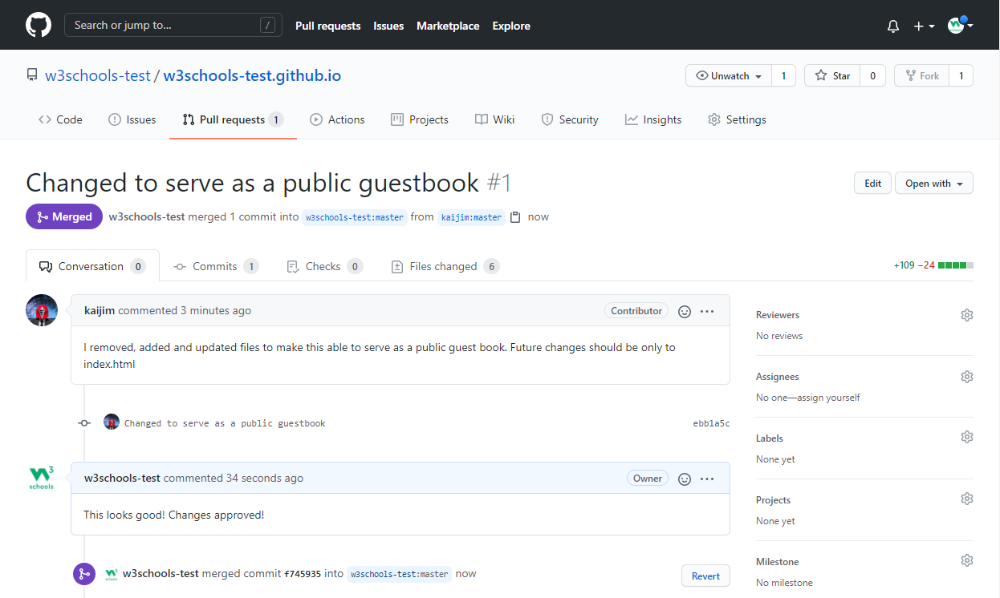 Search or jump to... / Pull requests Issues Marketplace Explore
w3schools-test / w3schools-test.github.io Unwatch 1 Star 0 Fork 1
Code Issues Pull requests 1 Actions Projects Wiki Security Insights Settings
Changed to serve as a public guestbook #1 Edit Open with
Merged w3schools-test merged 1 commit into w3schools-test:master from kaijim:master now
Conversation 0 Commits 1 Checks 0 Files changed 6 +109 −24
kaijim commented 3 minutes ago Contributor
I removed, added and updated files to make this able to serve as a public guest book. Future changes should be only to
index.html
Changed to serve as a public guestbook ebb1a5c
W3
schools
w3schools-test commented 34 seconds ago Owner
This looks good! Changes approved!
w3schools-test merged commit f745935 into w3schools-test:master now Revert
Reviewers
No reviews
Assignees
No one—assign yourself
Labels
None yet
Projects
None yet
Milestone
No milestone